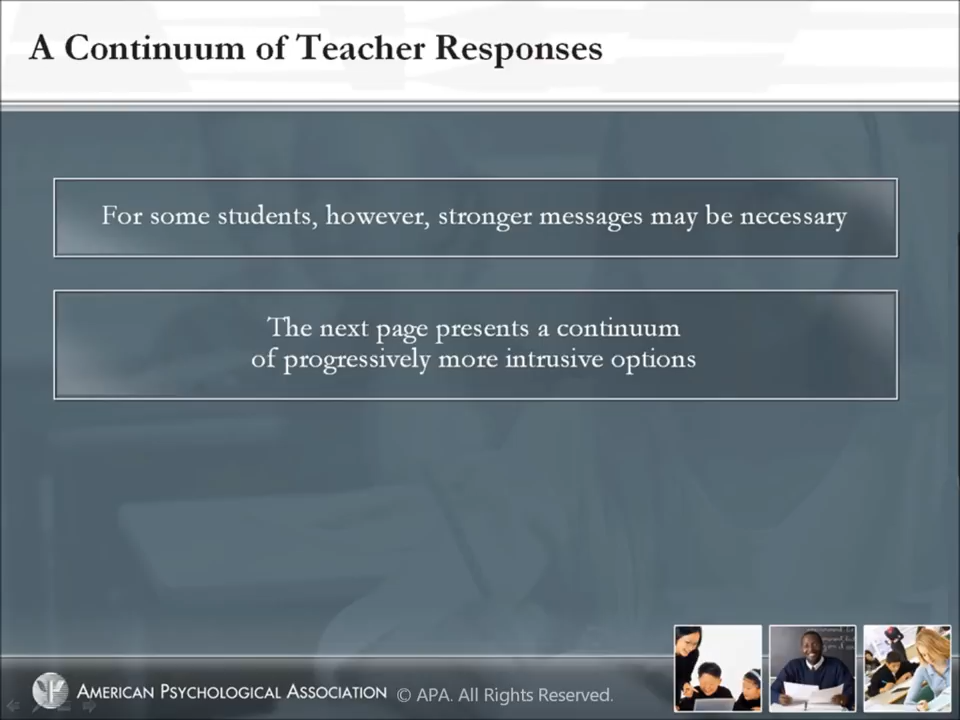 A Continuum of Teacher Responses
For some students, however, stronger messages may be necessary
The next page presents a continuum
of progressively more intrusive options
AMERICAN PSYCHOLOGICAL ASSOCIATION © APA. All Rights Reserved.